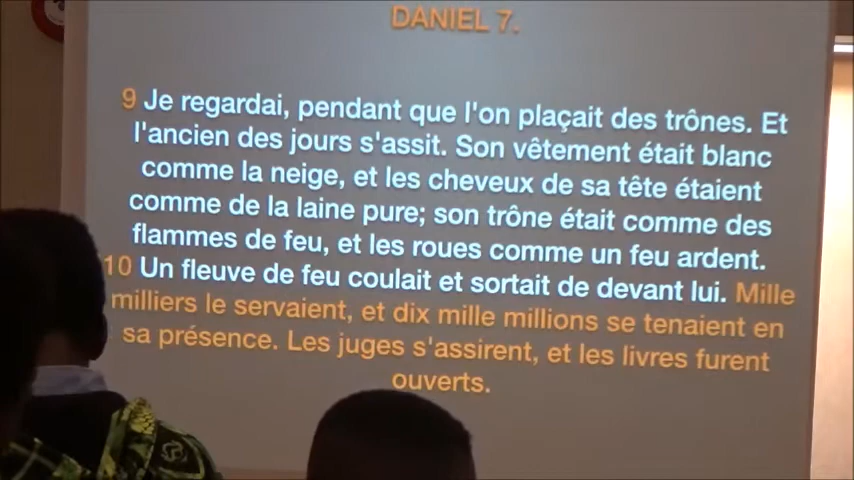 DANIEL 7.
9 Je regardai, pendant que l'on plaçait des trônes. Et
l'ancien des jours s'assit. Son vêtement était blanc
comme la neige, et les cheveux de sa tête étaient
comme de la laine pure; son trône était comme des
flammes de feu, et les roues comme un feu ardent.
10 Un fleuve de feu coulait et sortait de devant lui. Mille
milliers le servaient, et dix mille millions se tenaient en
sa présence. Les juges s'assirent, et les livres furent
ouverts.